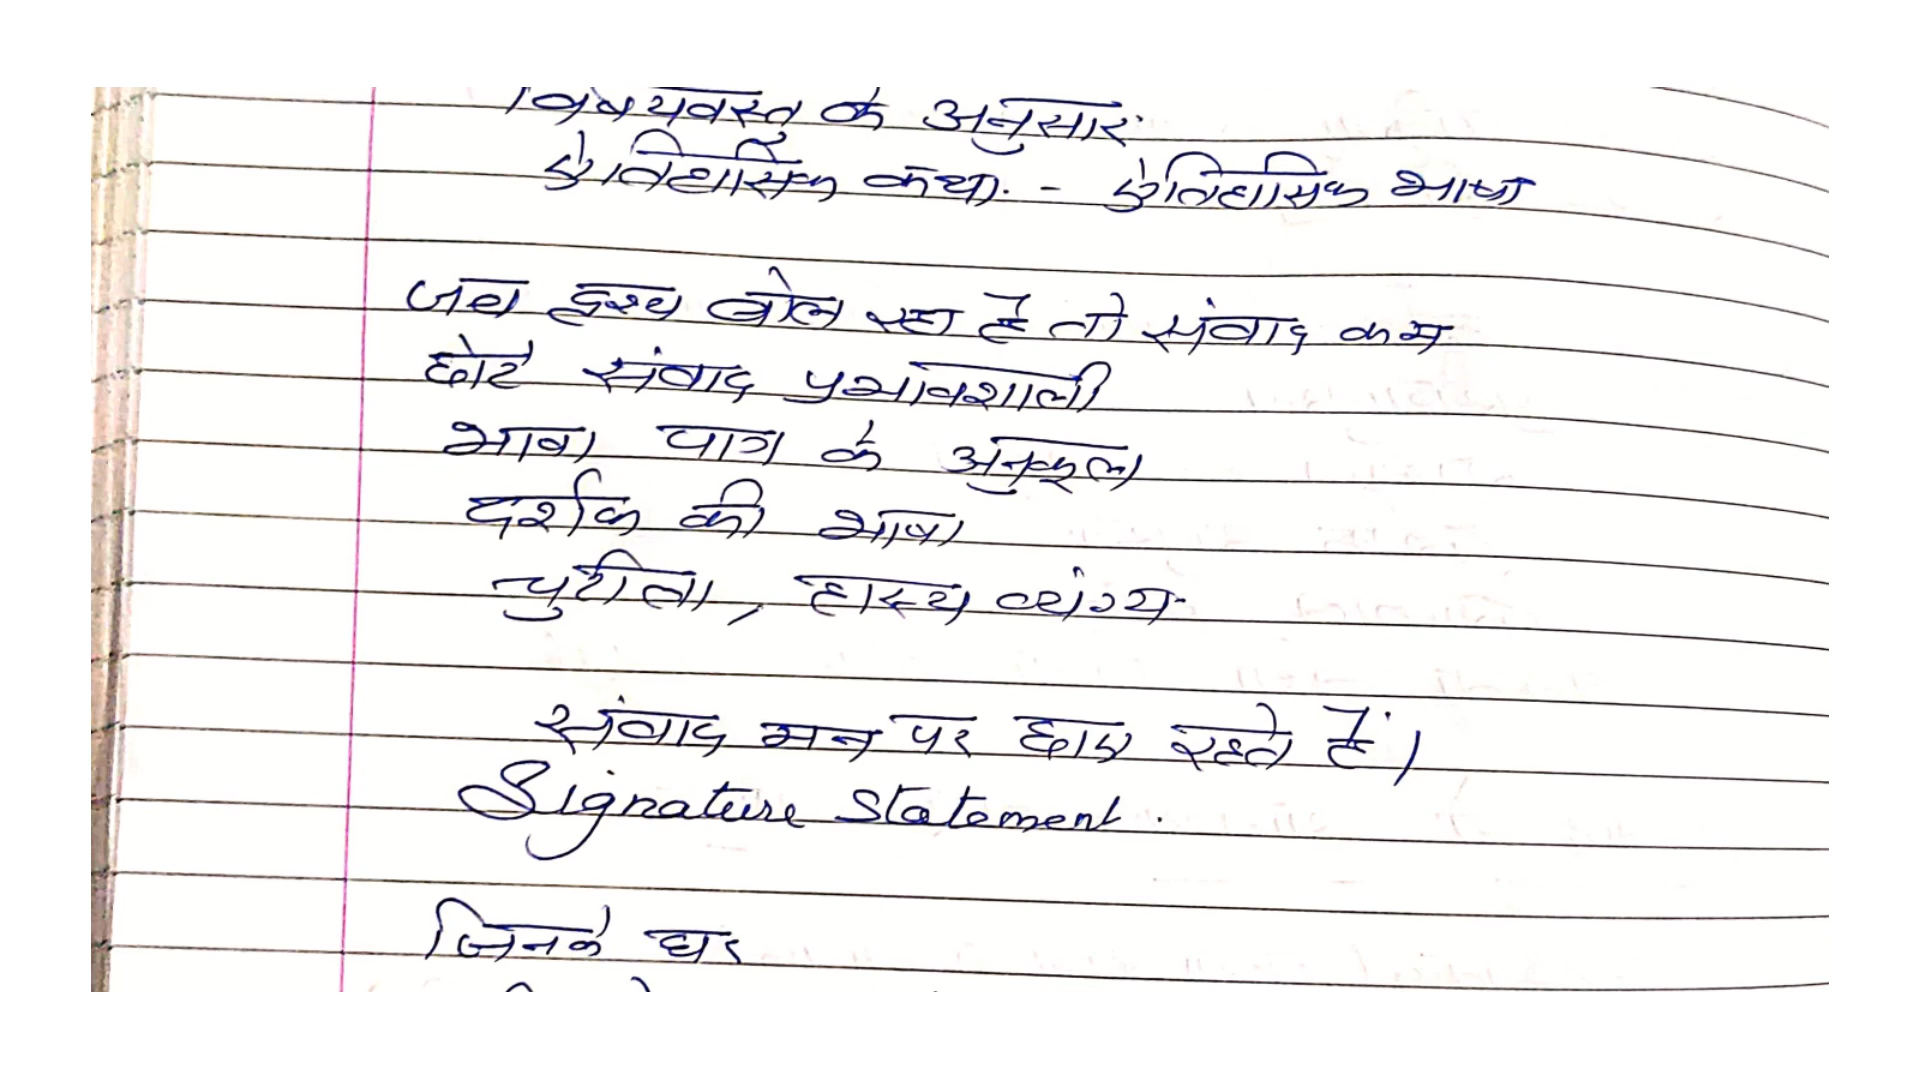 विषयवस्तु के अनुसार
ऐतिहासिक कथा - ऐतिहासिक भाषा
जब दृश्य बोल रहा है तो संवाद कम
छोटे संवाद प्रभावशाली
भाषा पात्र के अनुकूल
दर्शक की भाषा
चुटीला, हास्य व्यंग्य
संवाद मन पर छाए रहते हैं।
Signature Statement.
जिनके घर